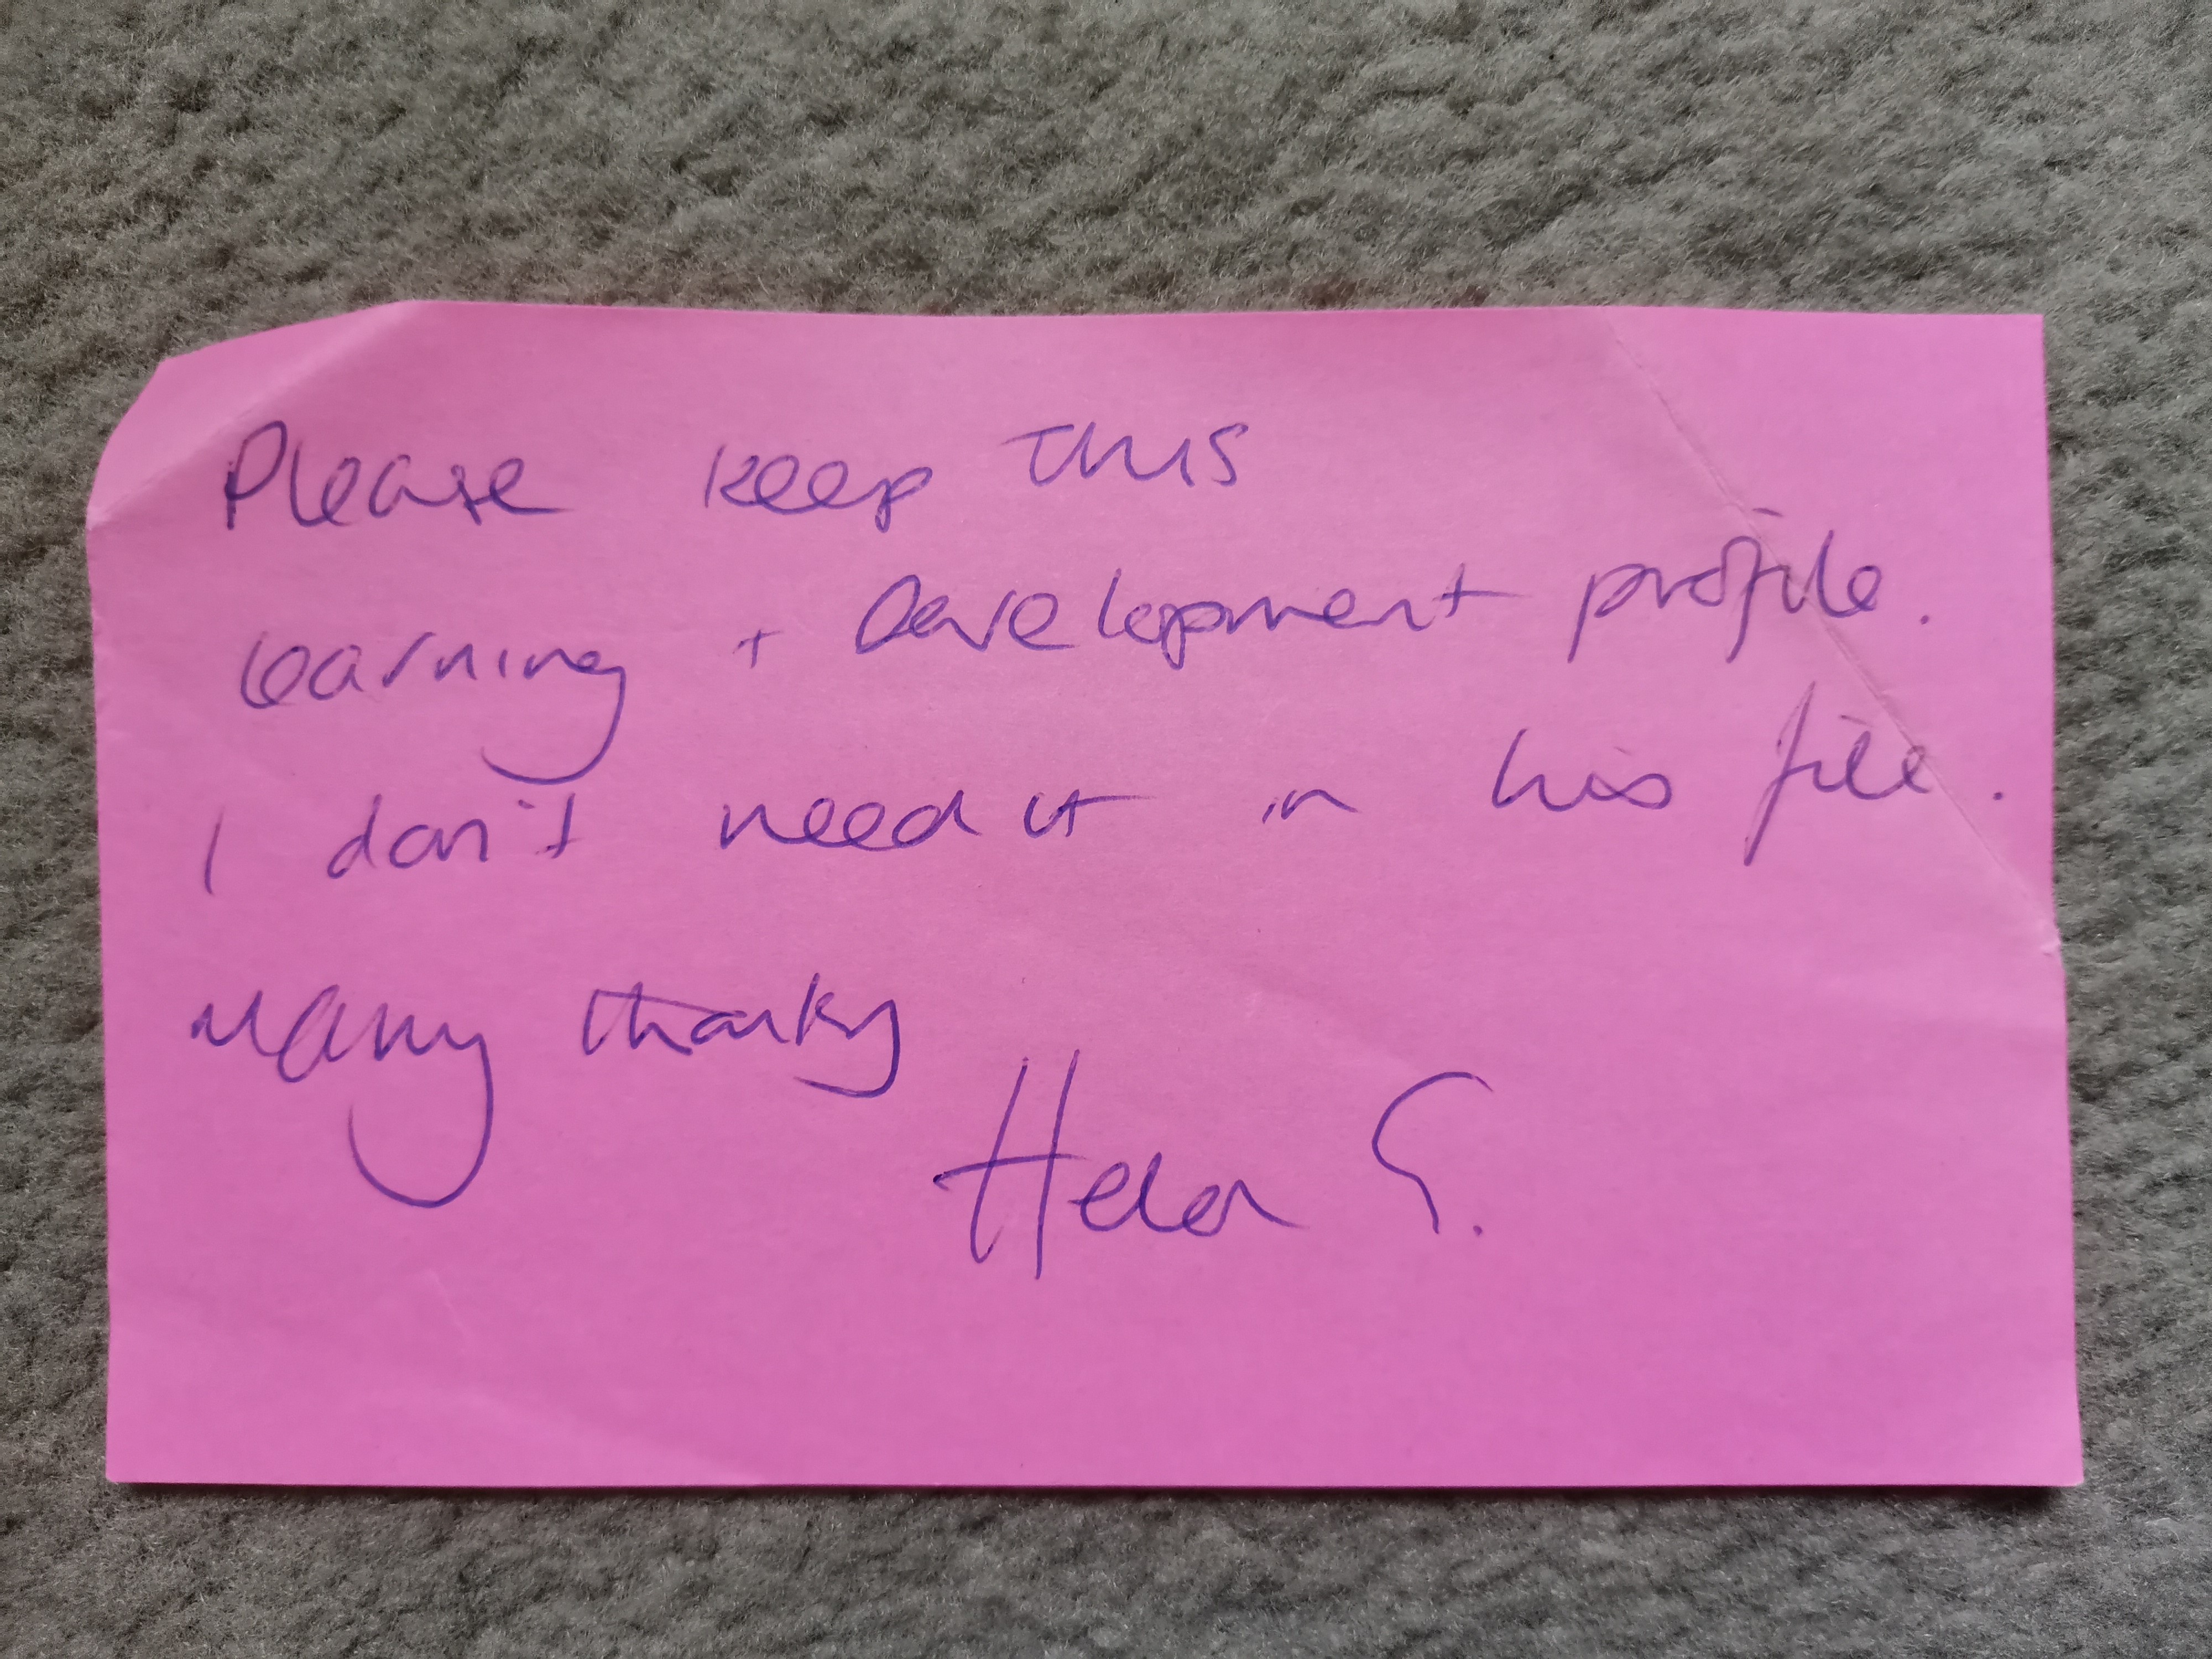 Please keep this
learning + Development profile.
I don't need it in his file.
Many thanks
Helen G.